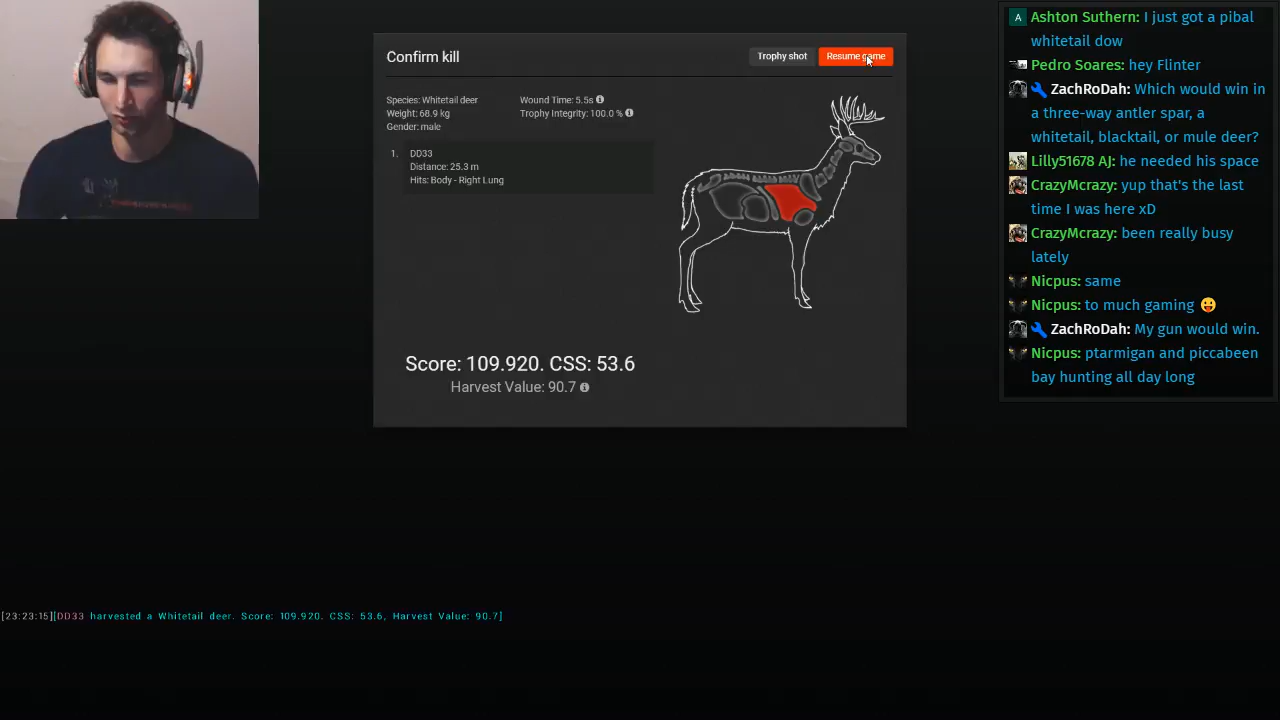 Confirm kill
Trophy shot
Resume game
Species: Whitetail deer
Weight: 68.9 kg
Gender: male
Wound Time: 5.5s
Trophy Integrity: 100.0 %
1. DD33
Distance: 25.3 m
Hits: Body - Right Lung
Score: 109.920. CSS: 53.6
Harvest Value: 90.7
[23:23:15][DD33 harvested a Whitetail deer. Score: 109.920. CSS: 53.6, Harvest Value: 90.7]
A Ashton Suthern: I just got a pibal
whitetail dow
Pedro Soares: hey Flinter
ZachRoDah: Which would win in
a three-way antler spar, a
whitetail, blacktail, or mule deer?
Lilly51678 AJ: he needed his space
CrazyMcrazy: yup that's the last
time I was here xD
CrazyMcrazy: been really busy
lately
Nicpus: same
Nicpus: to much gaming 😛
ZachRoDah: My gun would win.
Nicpus: ptarmigan and piccabeen
bay hunting all day long